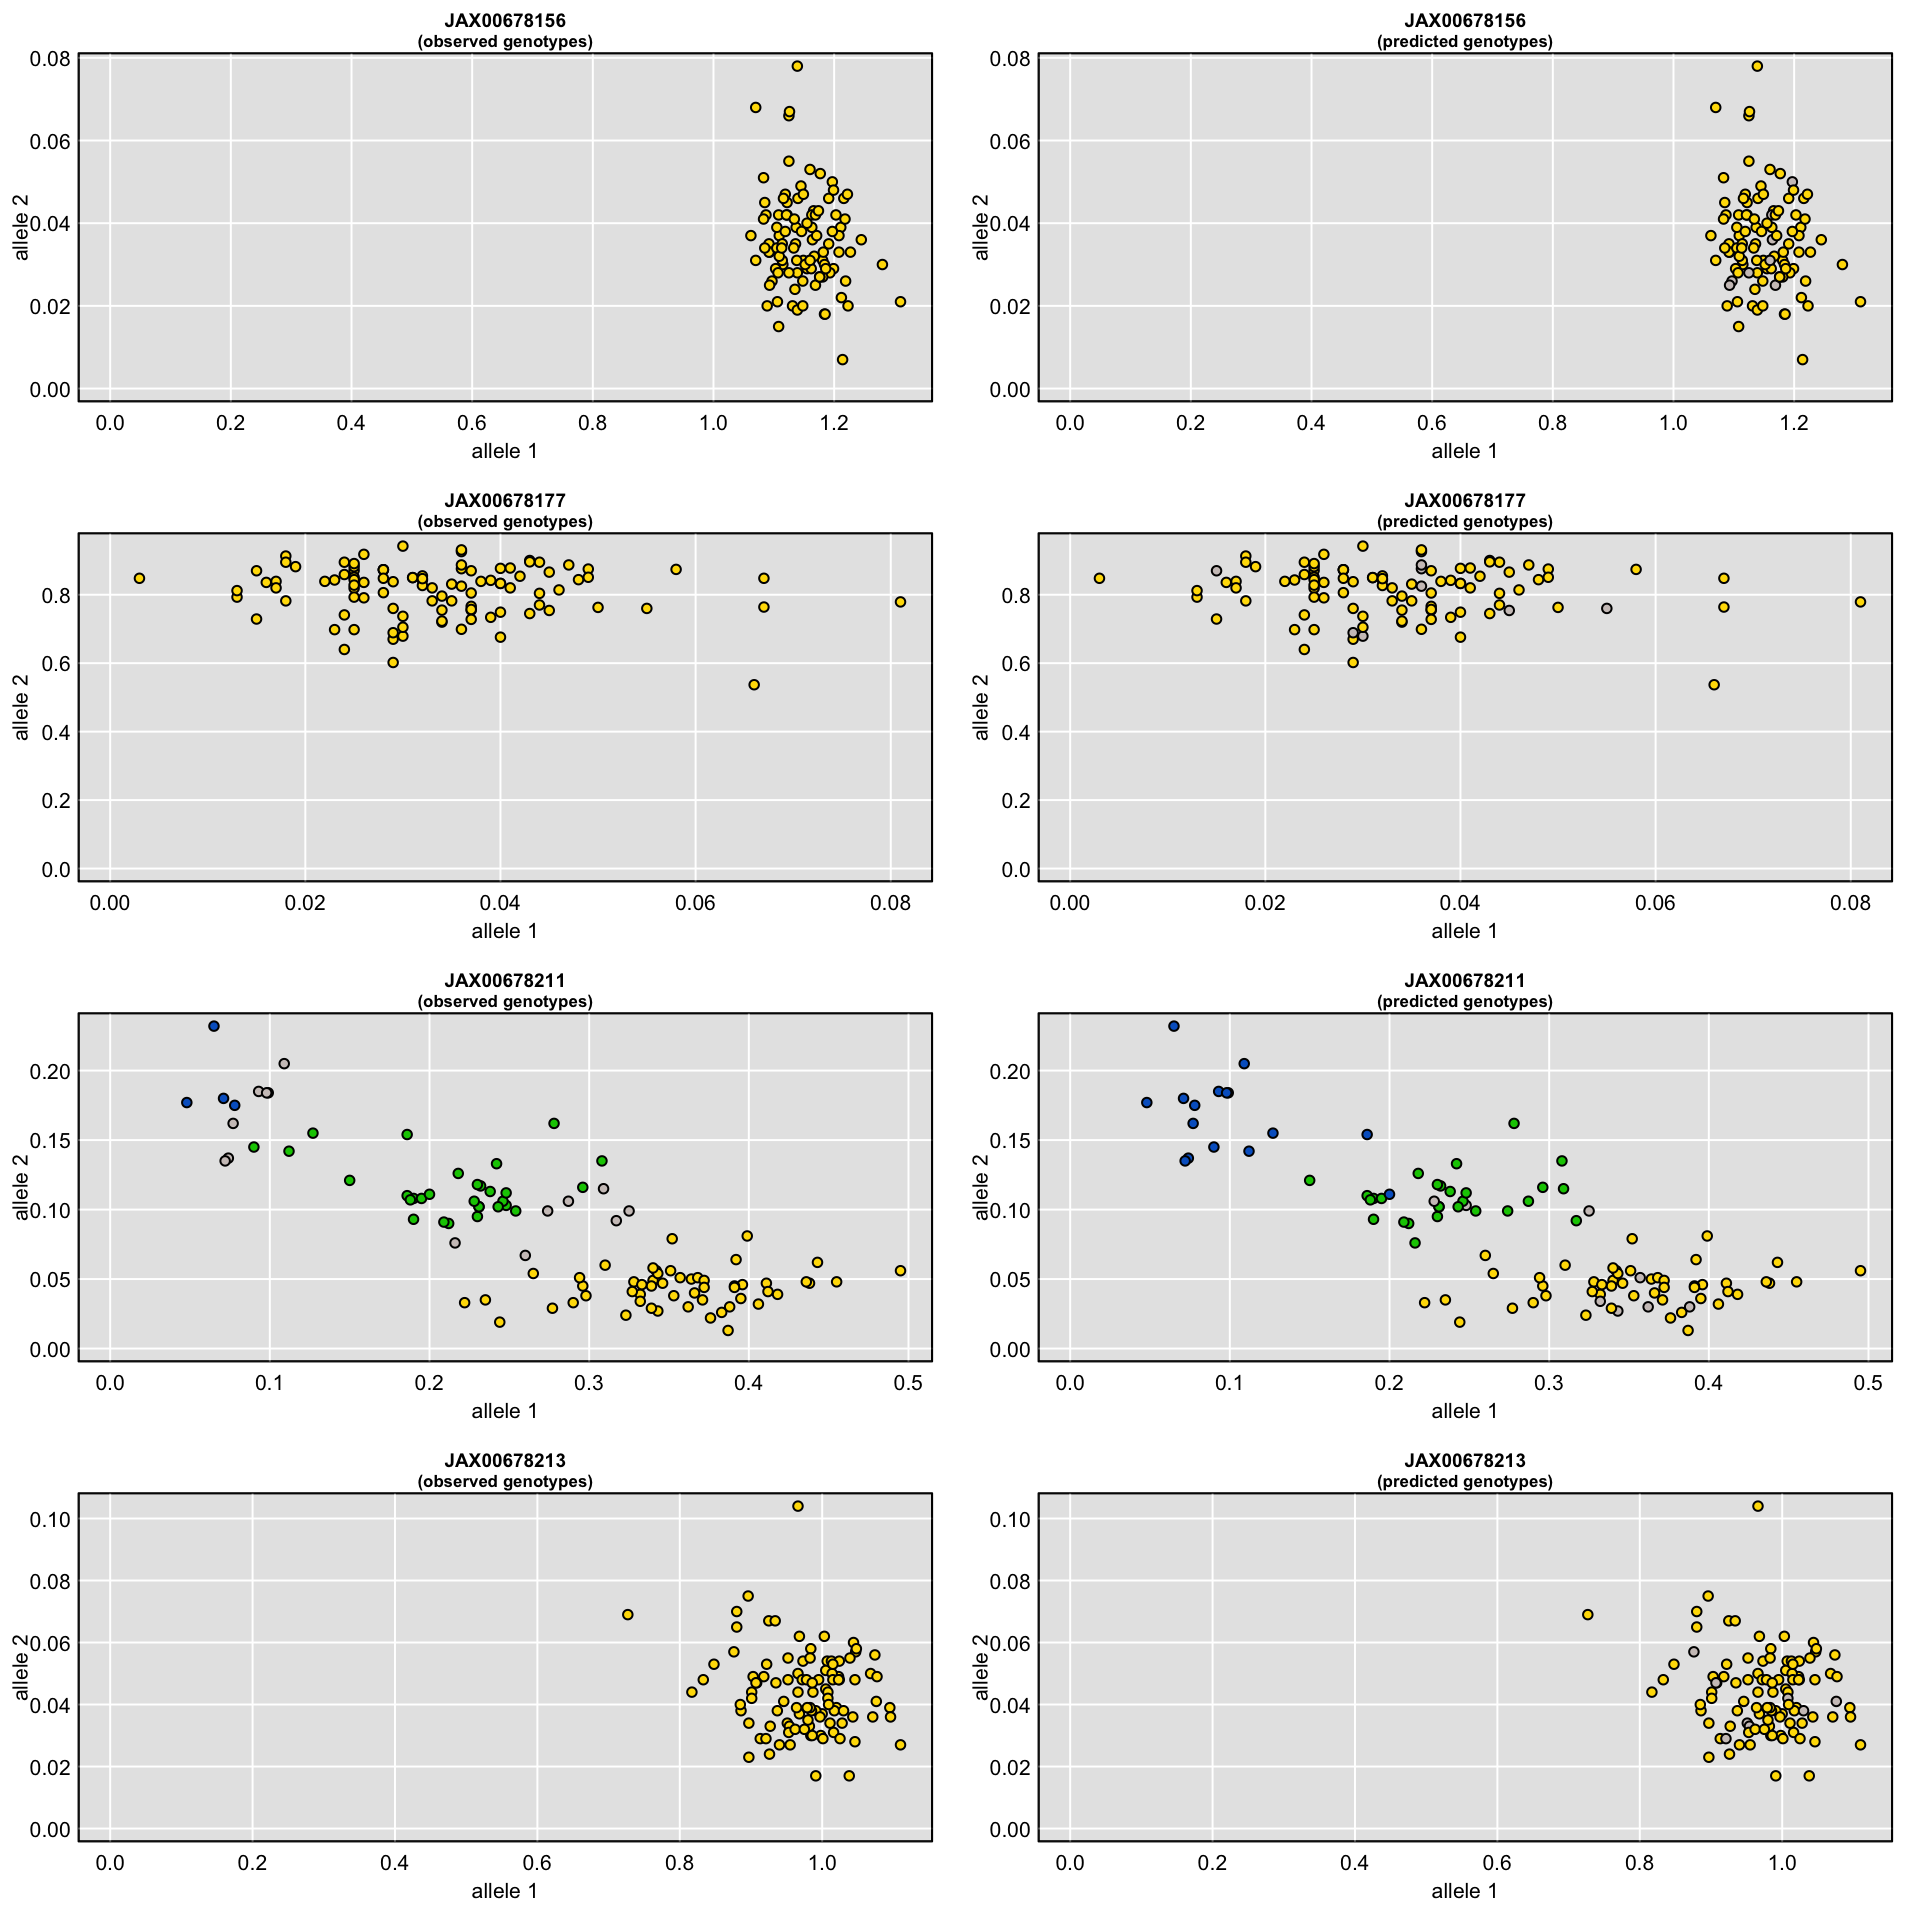 JAX00678156
(observed genotypes)
0.08
0.06
0.04
0.02
0.00
allele 2
0.0 0.2 0.4 0.6 0.8 1.0 1.2
allele 1
JAX00678156
(predicted genotypes)
0.08
0.06
0.04
0.02
0.00
allele 2
0.0 0.2 0.4 0.6 0.8 1.0 1.2
allele 1
JAX00678177
(observed genotypes)
0.8
0.6
0.4
0.2
0.0
allele 2
0.00 0.02 0.04 0.06 0.08
allele 1
JAX00678177
(predicted genotypes)
0.8
0.6
0.4
0.2
0.0
allele 2
0.00 0.02 0.04 0.06 0.08
allele 1
JAX00678211
(observed genotypes)
0.20
0.15
0.10
0.05
0.00
allele 2
0.0 0.1 0.2 0.3 0.4 0.5
allele 1
JAX00678211
(predicted genotypes)
0.20
0.15
0.10
0.05
0.00
allele 2
0.0 0.1 0.2 0.3 0.4 0.5
allele 1
JAX00678213
(observed genotypes)
0.10
0.08
0.06
0.04
0.02
0.00
allele 2
0.0 0.2 0.4 0.6 0.8 1.0
allele 1
JAX00678213
(predicted genotypes)
0.10
0.08
0.06
0.04
0.02
0.00
allele 2
0.0 0.2 0.4 0.6 0.8 1.0
allele 1